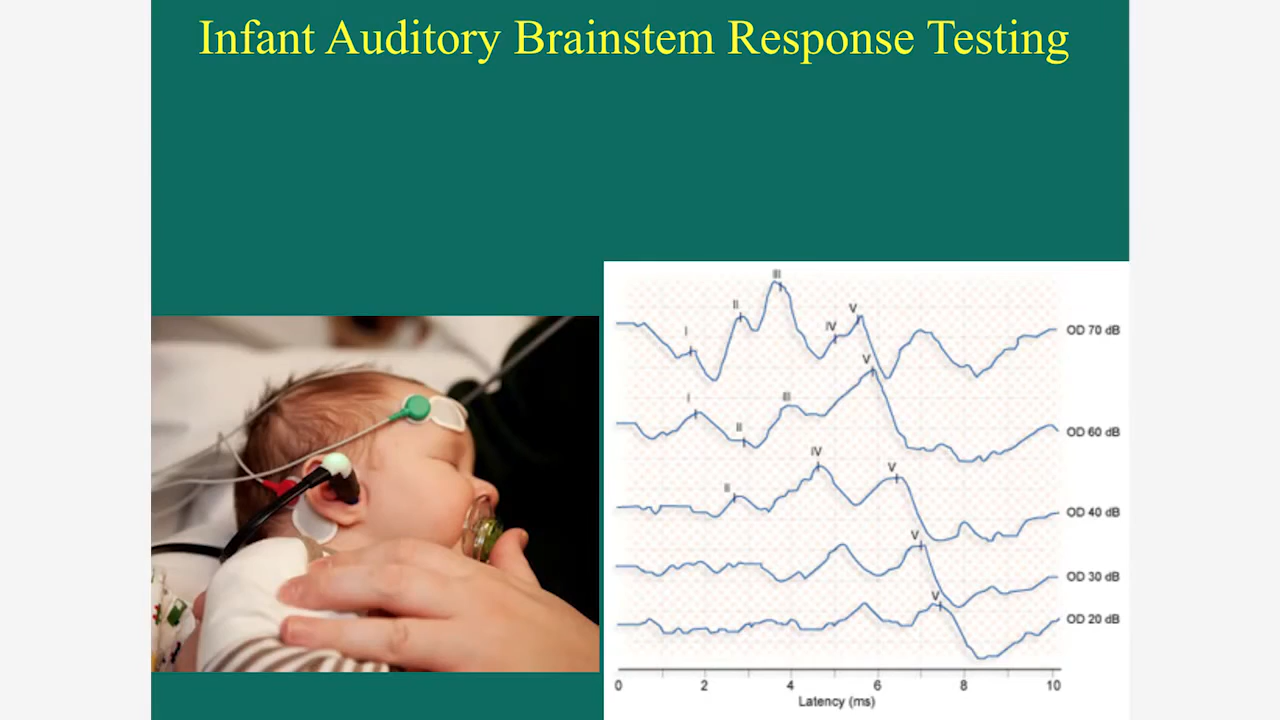 Infant Auditory Brainstem Response Testing
I II III IV V OD 70 dB
I II III V OD 60 dB
II IV V OD 40 dB
V OD 30 dB
V OD 20 dB
0 2 4 6 8 10
Latency (ms)